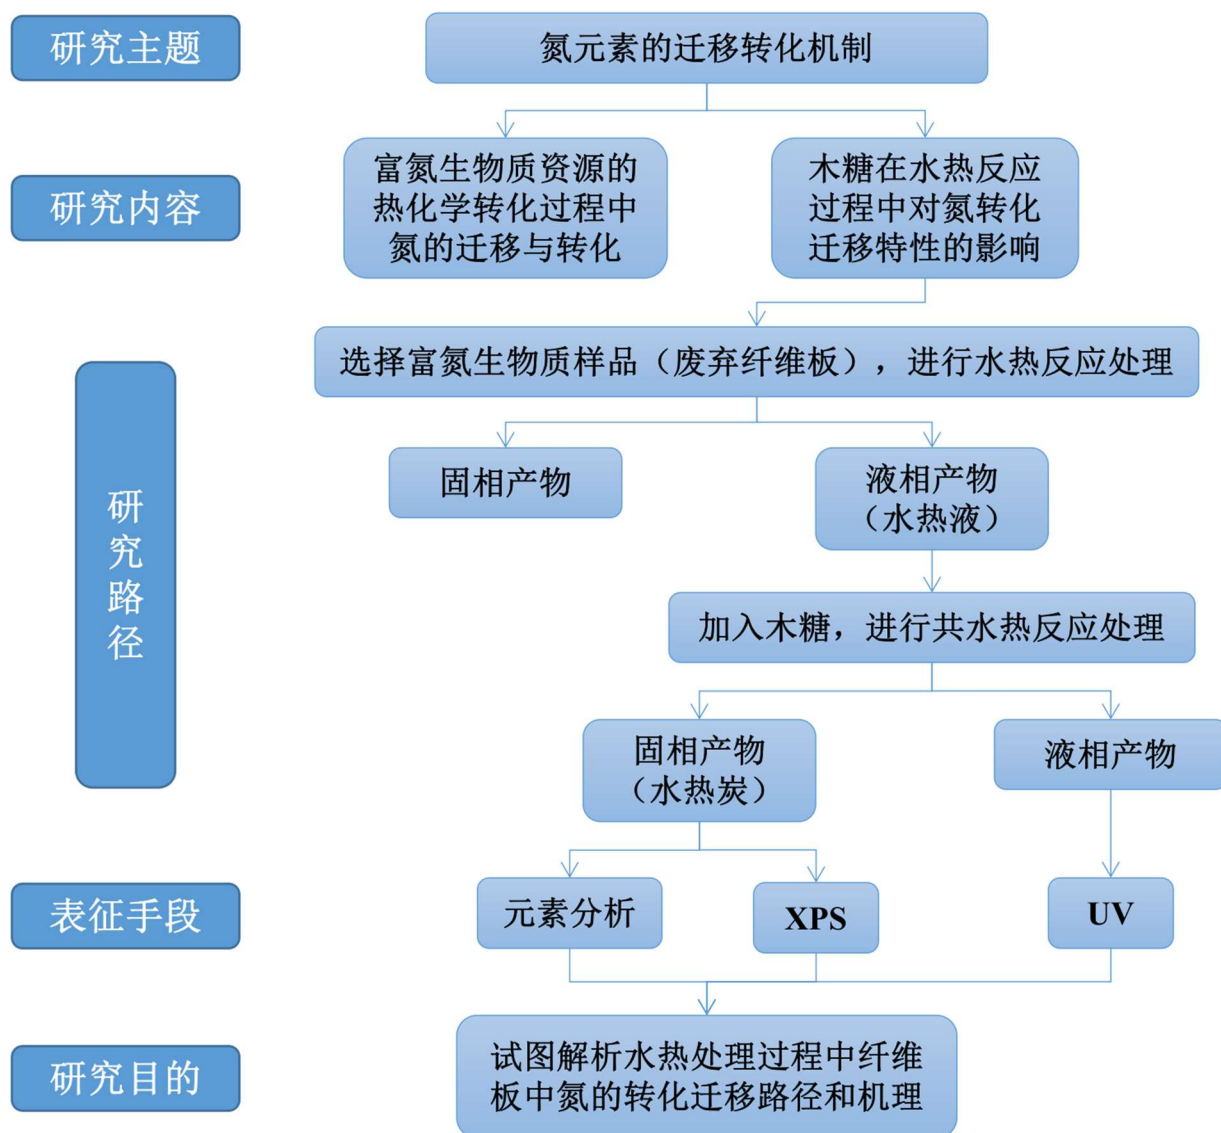 研究主题
氮元素的迁移转化机制
研究内容
富氮生物质资源的
热化学转化过程中
氮的迁移与转化
木糖在水热反应
过程中对氮转化
迁移特性的影响
研究路径
选择富氮生物质样品（废弃纤维板），进行水热反应处理
固相产物
液相产物
（水热液）
加入木糖，进行共水热反应处理
固相产物
（水热炭）
液相产物
表征手段
元素分析
XPS
UV
研究目的
试图解析水热处理过程中纤维
板中氮的转化迁移路径和机理